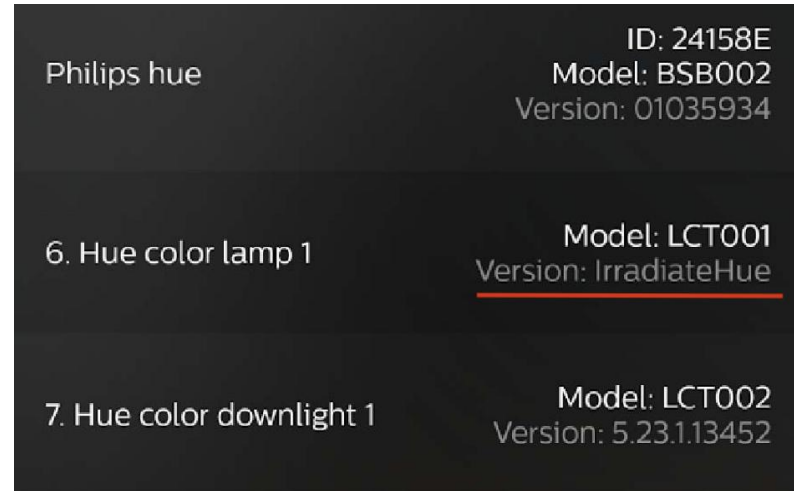 Philips hue
ID: 24158E
Model: BSB002
Version: 01035934
6. Hue color lamp 1
Model: LCT001
Version: IrradiateHue
7. Hue color downlight 1
Model: LCT002
Version: 5.23.1.13452